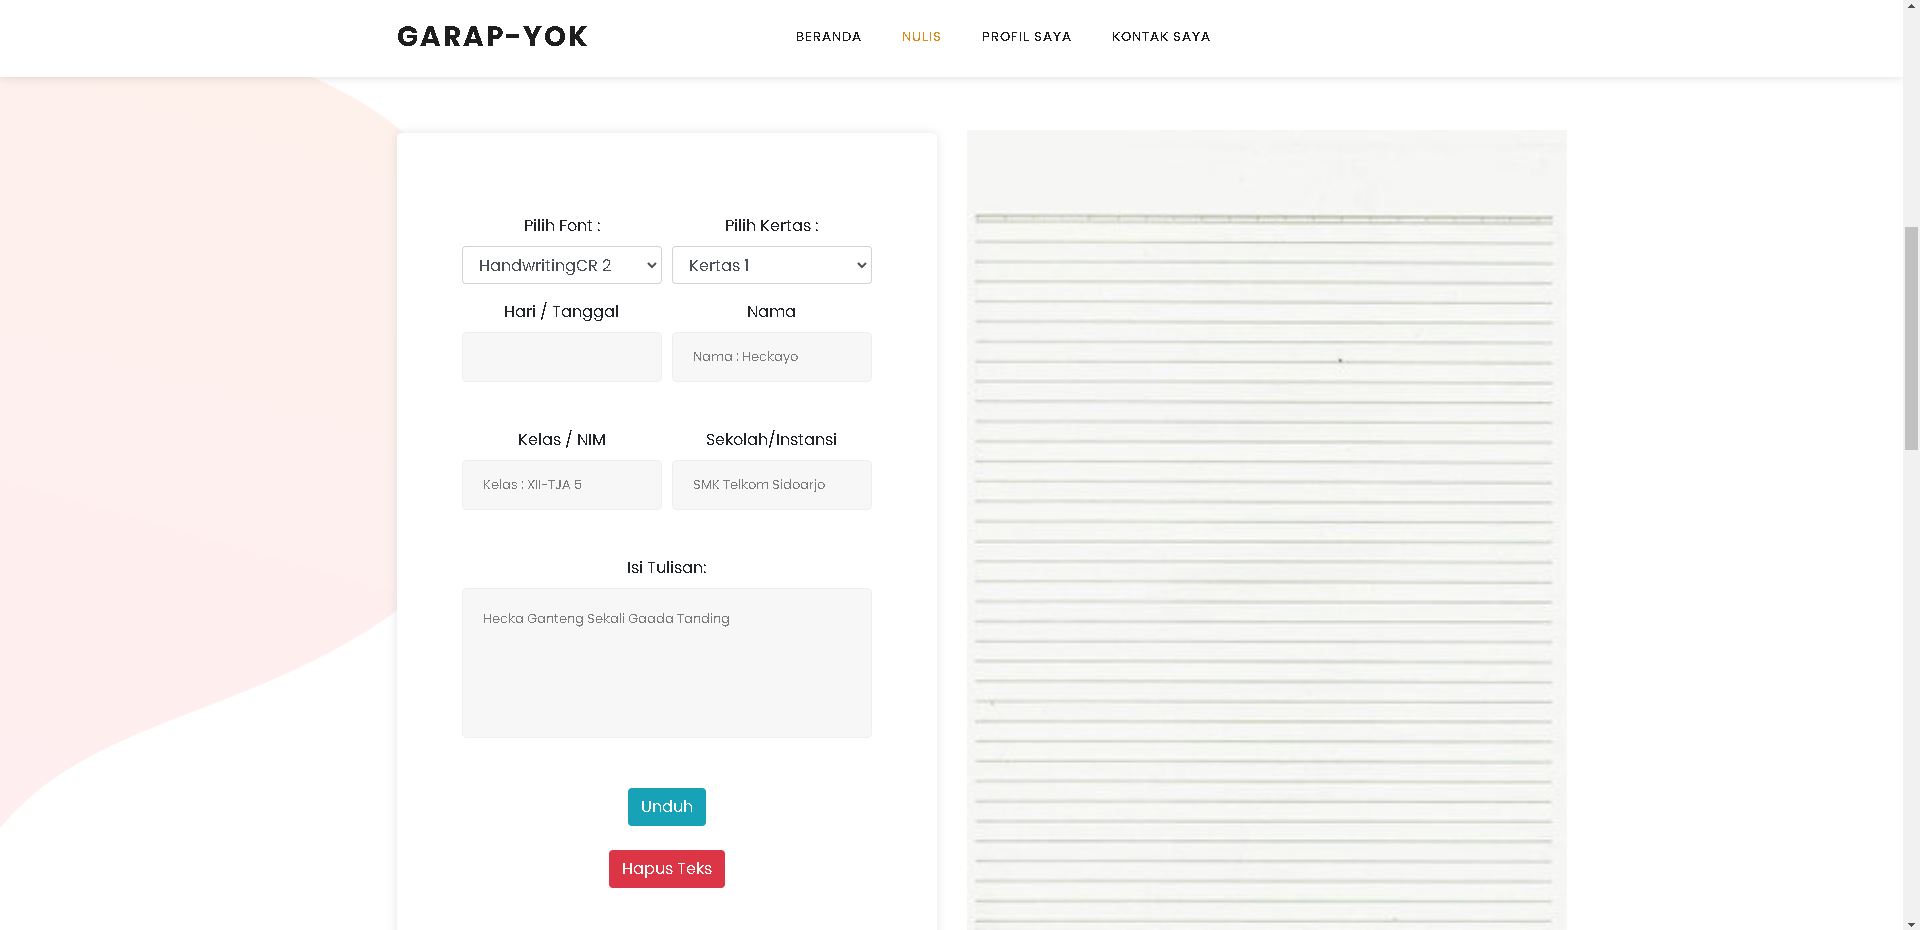 GARAP-YOK
BERANDA NULIS PROFIL SAYA KONTAK SAYA
Pilih Font : Pilih Kertas :
HandwritingCR 2 Kertas 1
Hari / Tanggal Nama
Nama : Heckayo
Kelas / NIM Sekolah/Instansi
Kelas : XII-TJA 5 SMK Telkom Sidoarjo
Isi Tulisan:
Hecka Ganteng Sekali Gaada Tanding
Unduh
Hapus Teks